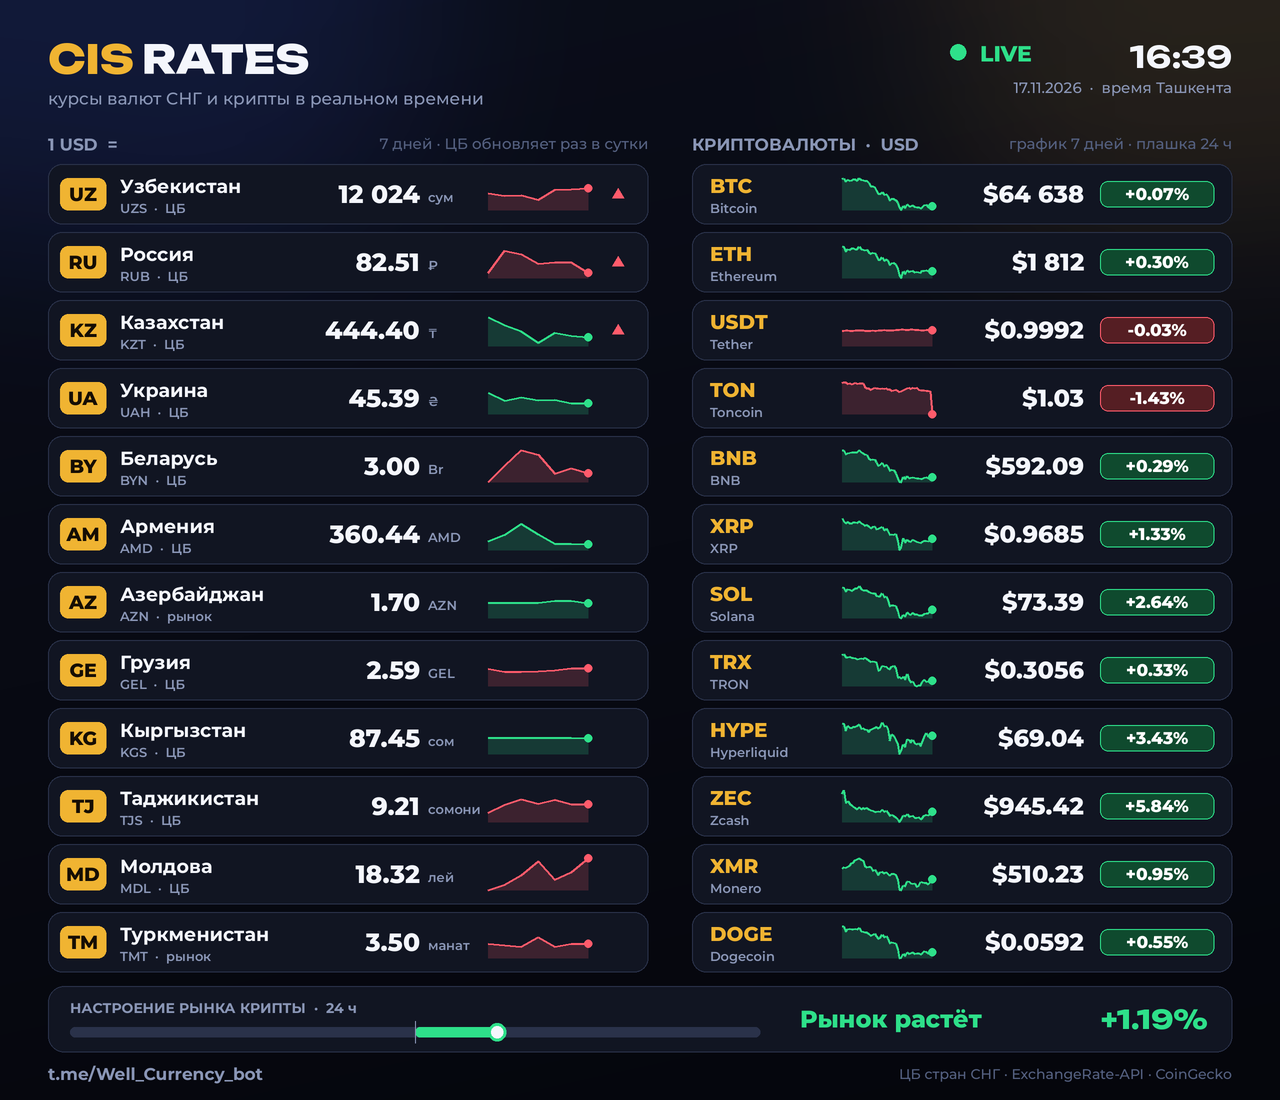 CIS RATES
курсы валют СНГ и крипты в реальном времени
LIVE
16:39
17.11.2026 · время Ташкента
1 USD =
7 дней · ЦБ обновляет раз в сутки
UZ Узбекистан 12 024 сум
UZS · ЦБ
RU Россия 82.51 ₽
RUB · ЦБ
KZ Казахстан 444.40 ₸
KZT · ЦБ
UA Украина 45.39 ₴
UAH · ЦБ
BY Беларусь 3.00 Br
BYN · ЦБ
AM Армения 360.44 AMD
AMD · ЦБ
AZ Азербайджан 1.70 AZN
AZN · рынок
GE Грузия 2.59 GEL
GEL · ЦБ
KG Кыргызстан 87.45 сом
KGS · ЦБ
TJ Таджикистан 9.21 сомони
TJS · ЦБ
MD Молдова 18.32 лей
MDL · ЦБ
TM Туркменистан 3.50 манат
TMT · рынок
КРИПТОВАЛЮТЫ · USD
график 7 дней · плашка 24 ч
BTC $64 638 +0.07%
Bitcoin
ETH $1 812 +0.30%
Ethereum
USDT $0.9992 -0.03%
Tether
TON $1.03 -1.43%
Toncoin
BNB $592.09 +0.29%
BNB
XRP $0.9685 +1.33%
XRP
SOL $73.39 +2.64%
Solana
TRX $0.3056 +0.33%
TRON
HYPE $69.04 +3.43%
Hyperliquid
ZEC $945.42 +5.84%
Zcash
XMR $510.23 +0.95%
Monero
DOGE $0.0592 +0.55%
Dogecoin
НАСТРОЕНИЕ РЫНКА КРИПТЫ · 24 ч
Рынок растёт
+1.19%
t.me/Well_Currency_bot
ЦБ стран СНГ · ExchangeRate-API · CoinGecko